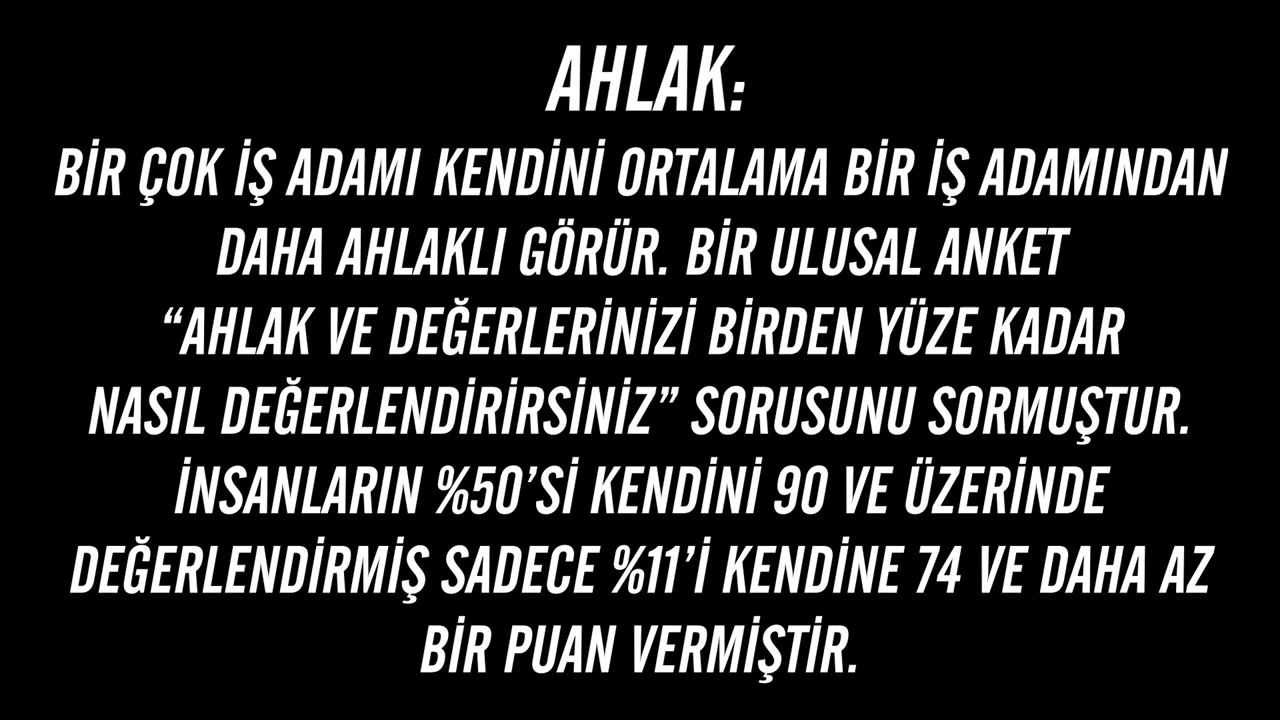 AHLAK:
BİR ÇOK İŞ ADAMI KENDİNİ ORTALAMA BİR İŞ ADAMINDAN
DAHA AHLAKLI GÖRÜR. BİR ULUSAL ANKET
“AHLAK VE DEĞERLERİNİZİ BİRDEN YÜZE KADAR
NASIL DEĞERLENDİRİRSİNİZ” SORUSUNU SORMUŞTUR.
İNSANLARIN %50’Sİ KENDİNİ 90 VE ÜZERİNDE
DEĞERLENDİRMİŞ SADECE %11’İ KENDİNE 74 VE DAHA AZ
BİR PUAN VERMİŞTİR.